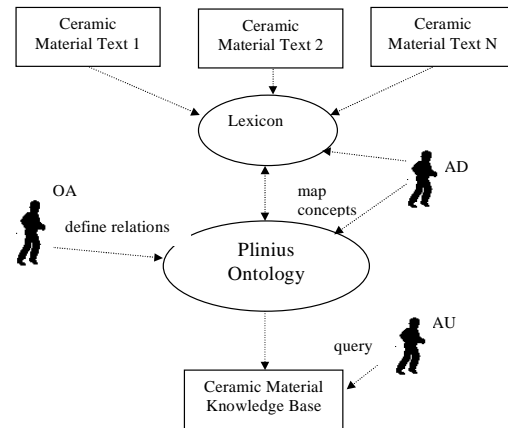 Ceramic
Material Text 1
Ceramic
Material Text 2
Ceramic
Material Text N
Lexicon
AD
map
concepts
OA
define relations
Plinius
Ontology
AU
query
Ceramic Material
Knowledge Base